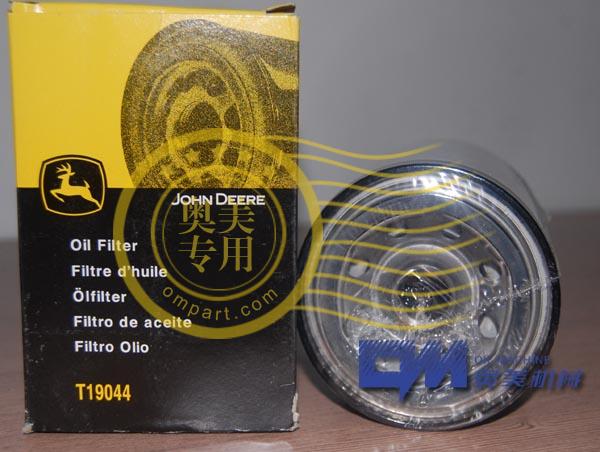 JOHN DEERE
奥美
专用
ompart.com
Oil Filter
Filtre d'huile
Ölfilter
Filtro de aceite
Filtro Olio
T19044
OM
奥美机械